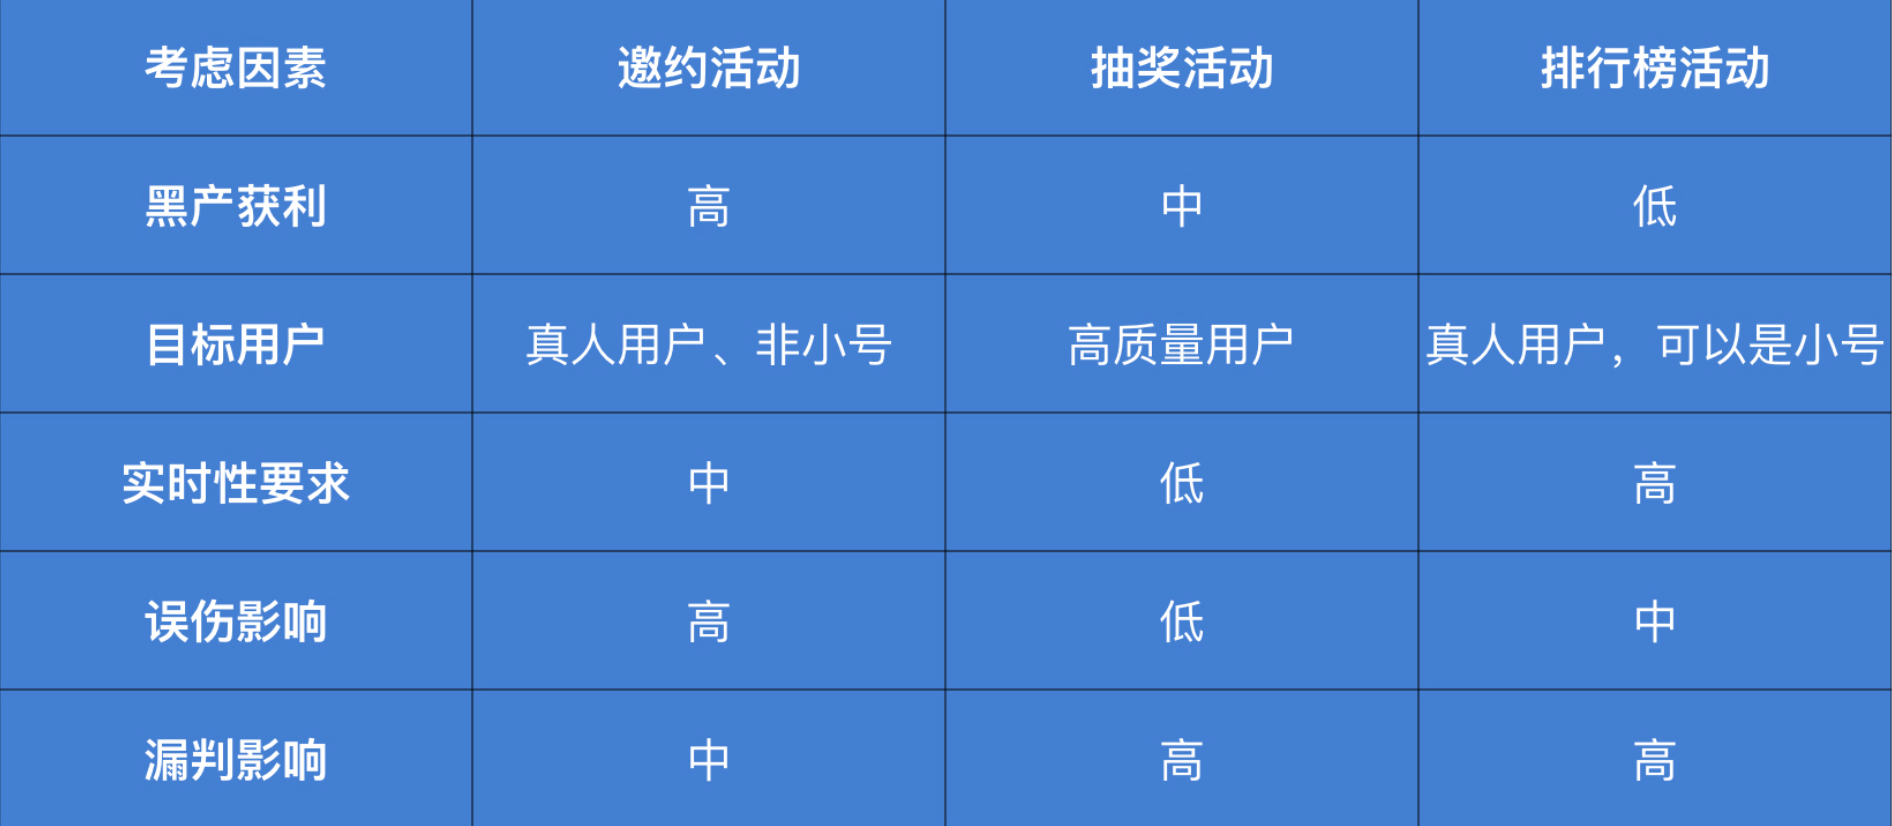 考虑因素 邀约活动 抽奖活动 排行榜活动
黑产获利 高 中 低
目标用户 真人用户、非小号 高质量用户 真人用户，可以是小号
实时性要求 中 低 高
误伤影响 高 低 中
漏判影响 中 高 高